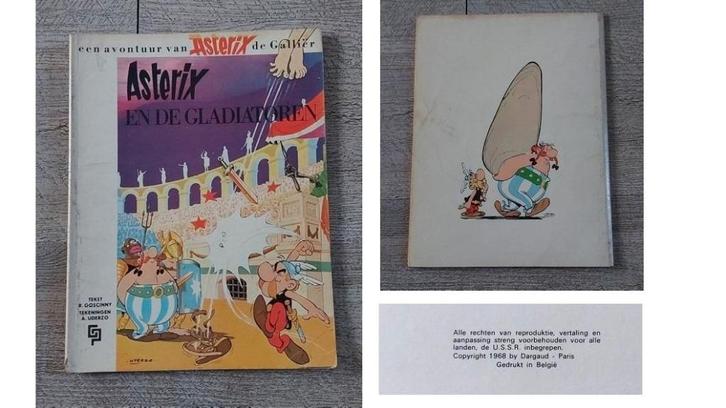 een avontuur van Asterix de Galliër
Asterix
EN DE GLADIATOREN
TEKST
R. GOSCINNY
TEKENINGEN
A. UDERZO
UDERZO
Alle rechten van reproduktie, vertaling en
aanpassing streng voorbehouden voor alle
landen, de U.S.S.R. inbegrepen.
Copyright 1968 by Dargaud - Paris
Gedrukt in België